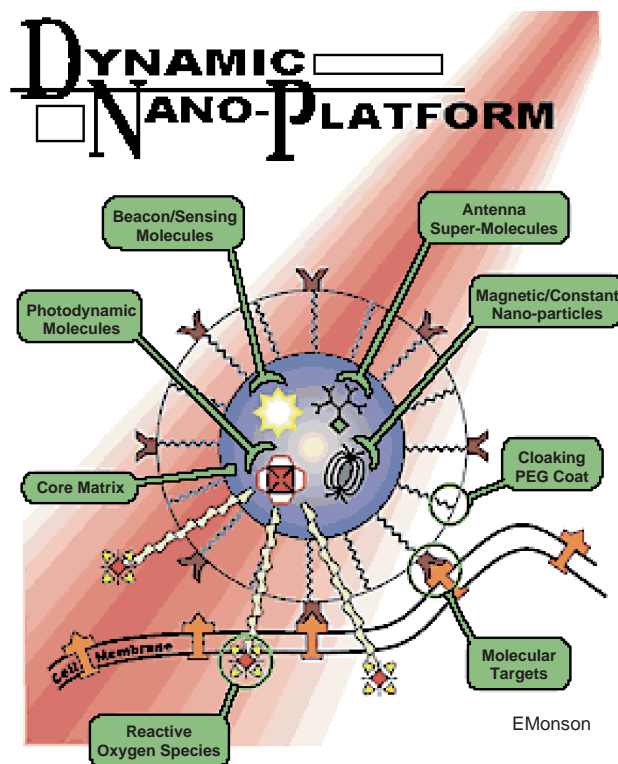 DYNAMIC
NANO-PLATFORM
Beacon/Sensing
Molecules
Antenna
Super-Molecules
Photodynamic
Molecules
Magnetic/Constant
Nano-particles
Core Matrix
Cloaking
PEG Coat
Cell Membrane
Molecular
Targets
Reactive
Oxygen Species
EMonson